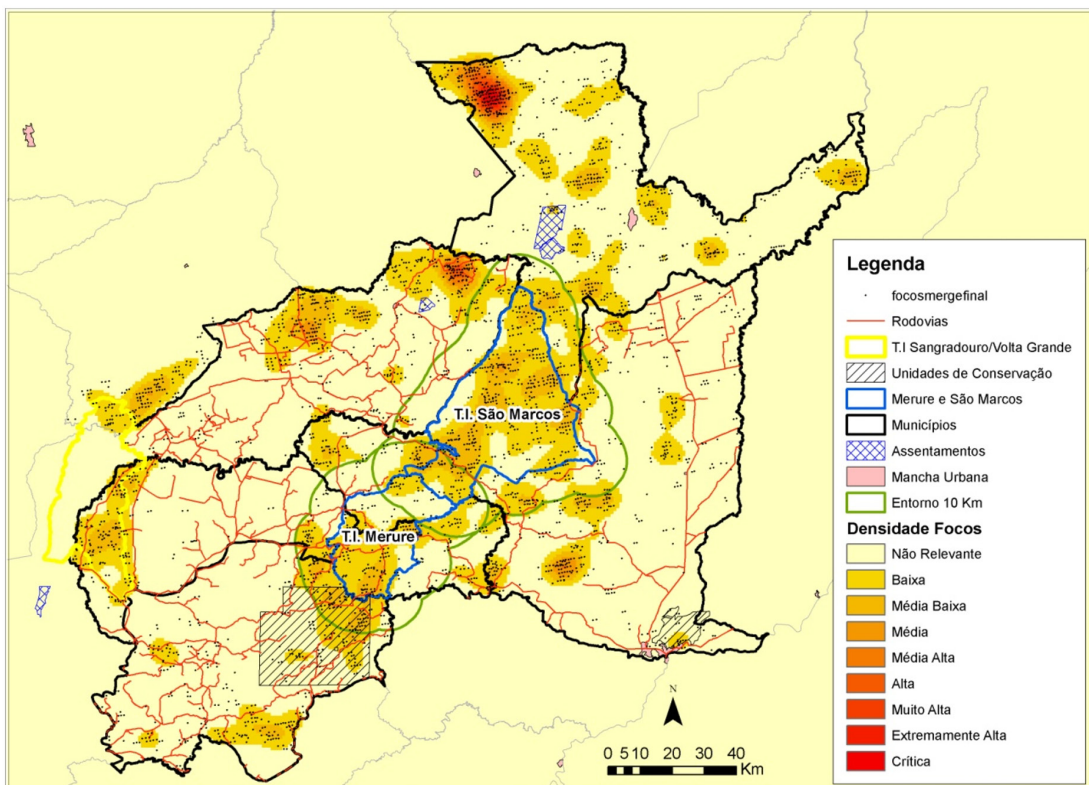 T.I. São Marcos
T.I. Merure
N
0 5 10 20 30 40
Km
Legenda
focosmergefinal
Rodovias
T.I Sangradouro/Volta Grande
Unidades de Conservação
Merure e São Marcos
Municípios
Assentamentos
Mancha Urbana
Entorno 10 Km
Densidade Focos
Não Relevante
Baixa
Média Baixa
Média
Média Alta
Alta
Muito Alta
Extremamente Alta
Crítica